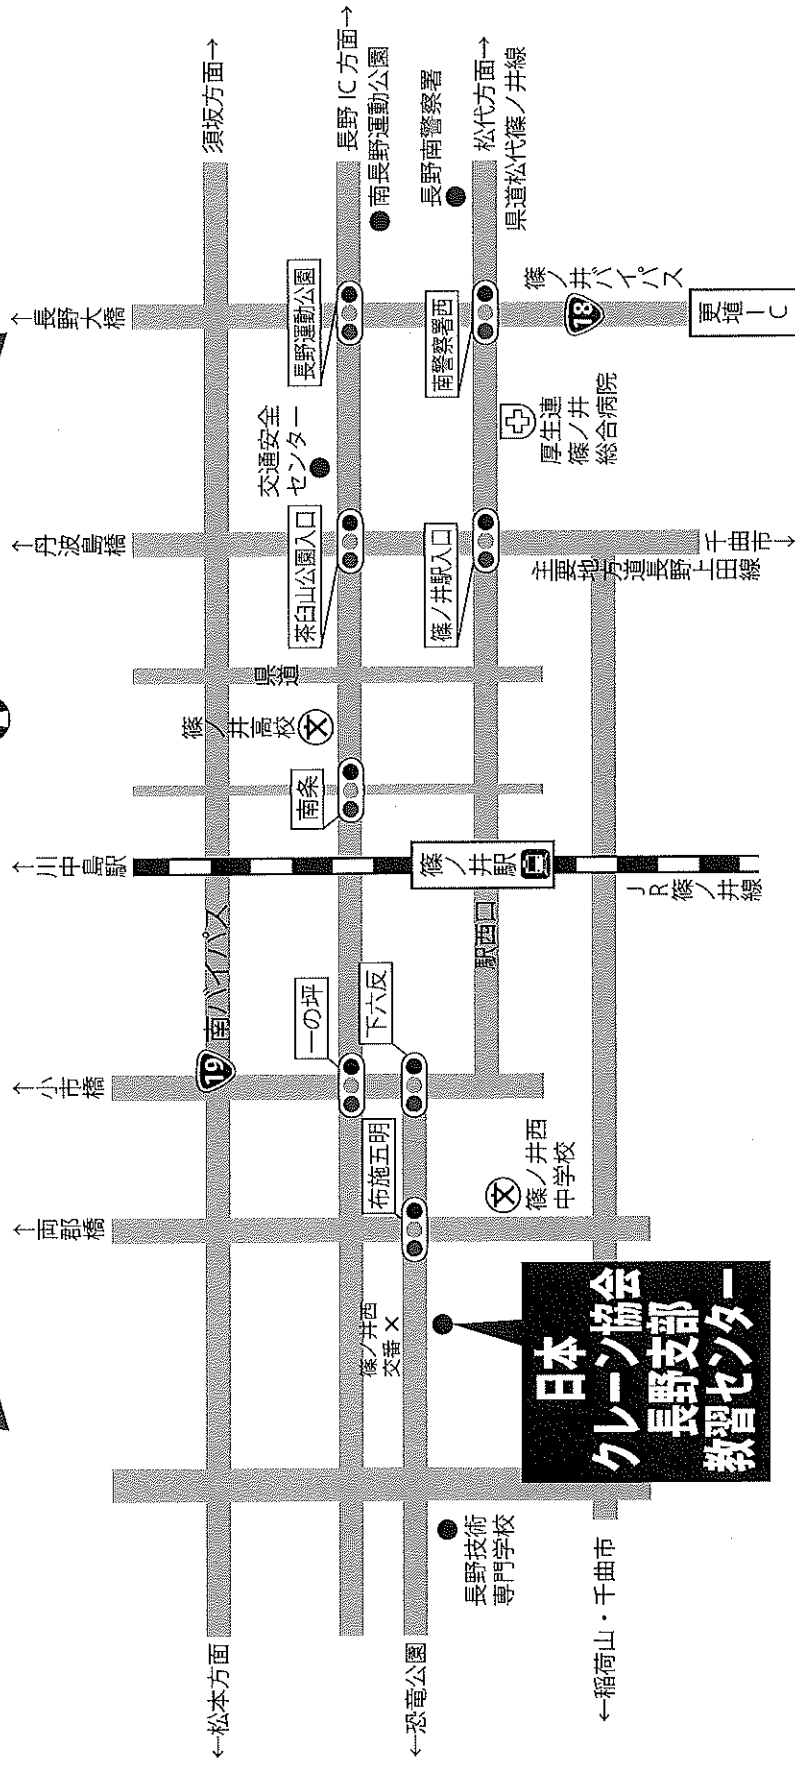 ←松本方面
←恐竜公園
←稲荷山・千曲市
長野技術
専門学校
日本
クレーン協会
長野支部
教習センター
篠ノ井西
交番×
↑両郡橋
布施五明
篠ノ井西
中学校
↑小市橋
19
南バイパス
一の坪
下六反
駅西口
↑川中島駅
篠ノ井駅
JR篠ノ井線
南条
篠ノ井高校
県道
↑丹波島橋
茶臼山公園入口
篠ノ井駅入口
交通安全
センター
主要地方道長野上田線
千曲市→
厚生連
篠ノ井
総合病院
↑長野大橋
長野運動公園
南警察署西
18
篠ノ井バイパス
更埴IC
須坂方面→
長野IC方面→
南長野運動公園
長野南警察署
松代方面→
県道松代篠ノ井線